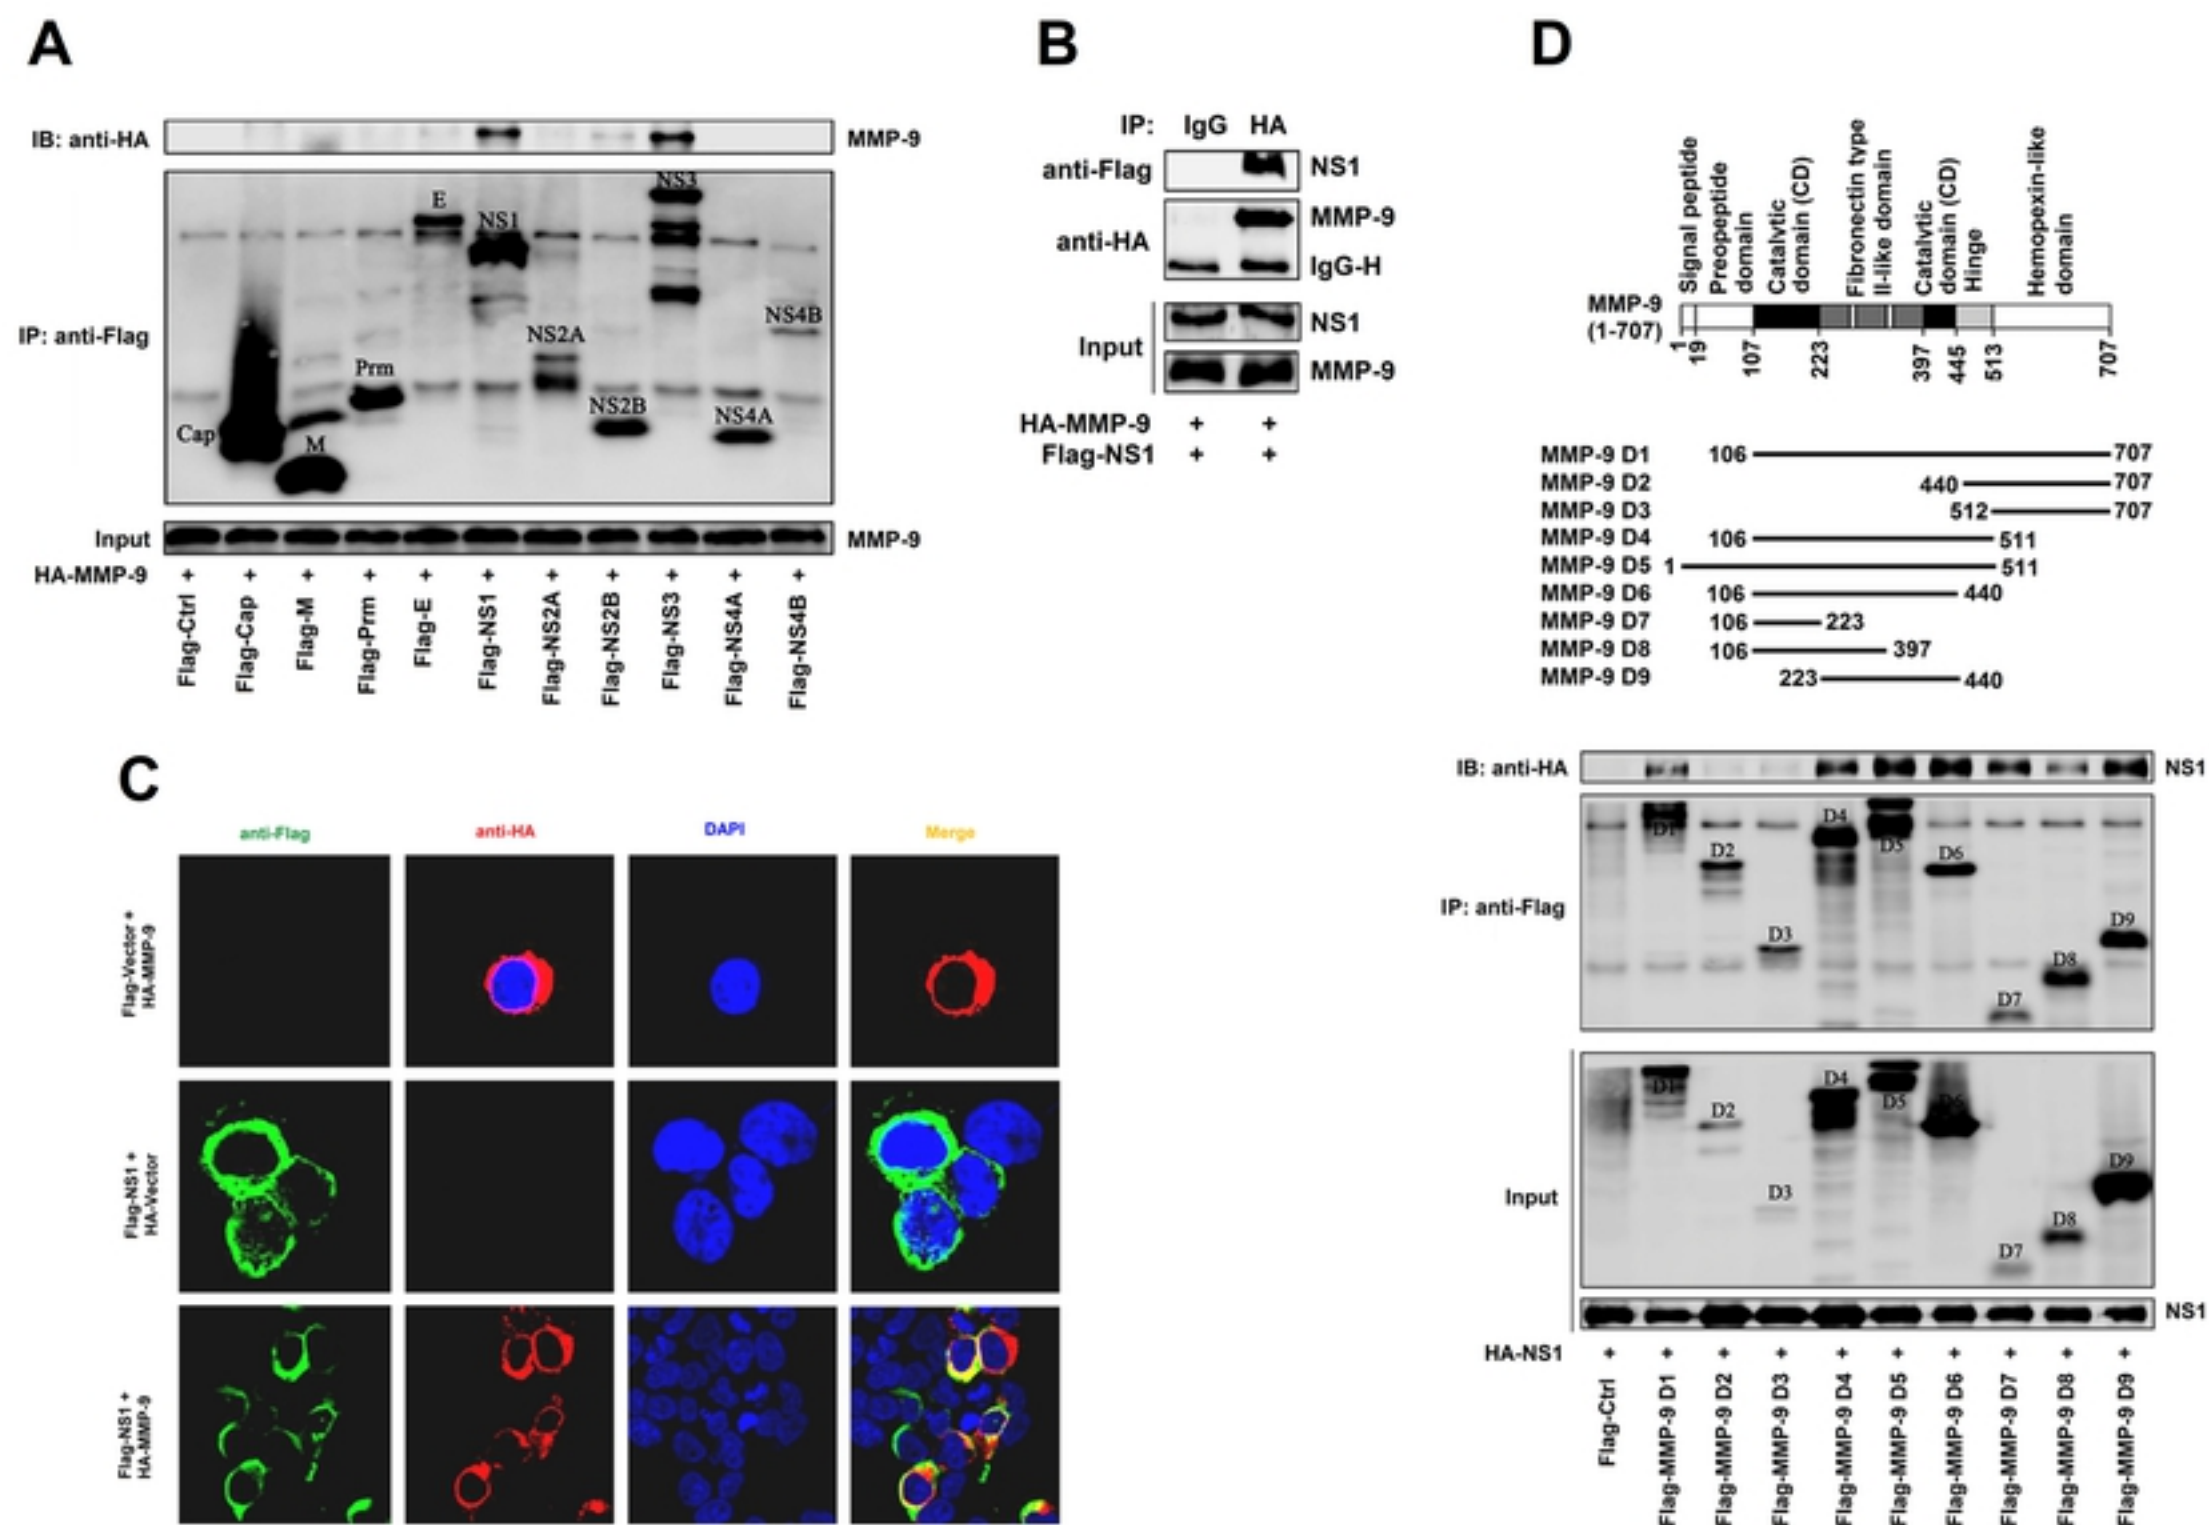 A
IB: anti-HA
MMP-9
IP: anti-Flag
E
NS1
NS3
NS2A
NS4B
Prm
NS2B
NS4A
Cap
M
Input
MMP-9
HA-MMP-9 + + + + + + + + + + +
Flag-Ctrl
Flag-Cap
Flag-M
Flag-Prm
Flag-E
Flag-NS1
Flag-NS2A
Flag-NS2B
Flag-NS3
Flag-NS4A
Flag-NS4B
B
IP: IgG HA
anti-Flag NS1
anti-HA MMP-9
IgG-H
Input NS1
MMP-9
HA-MMP-9 + +
Flag-NS1 + +
C
anti-Flag anti-HA DAPI Merge
Flag-Vector +
HA-MMP-9
Flag-NS1 +
HA-Vector
Flag-NS1 +
HA-MMP-9
D
Signal peptide
Preopeptide
domain
Catalvtic
domain (CD)
Fibronectin type
II-like domain
Catalvtic
domain (CD)
Hinge
Hemopexin-like
domain
MMP-9
(1-707)
1 19 107 223 397 445 513 707
MMP-9 D1 106 707
MMP-9 D2 440 707
MMP-9 D3 512 707
MMP-9 D4 106 511
MMP-9 D5 1 511
MMP-9 D6 106 440
MMP-9 D7 106 223
MMP-9 D8 106 397
MMP-9 D9 223 440
IB: anti-HA NS1
IP: anti-Flag
D1 D2 D3 D4 D5 D6 D7 D8 D9
Input
D1 D2 D3 D4 D5 D6 D7 D8 D9
NS1
HA-NS1 + + + + + + + + + +
Flag-Ctrl
Flag-MMP-9 D1
Flag-MMP-9 D2
Flag-MMP-9 D3
Flag-MMP-9 D4
Flag-MMP-9 D5
Flag-MMP-9 D6
Flag-MMP-9 D7
Flag-MMP-9 D8
Flag-MMP-9 D9